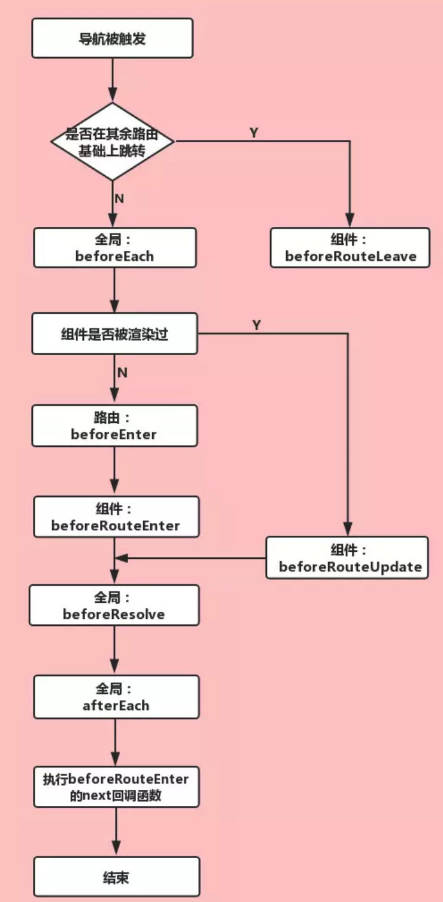 导航被触发
是否在其余路由
基础上跳转
Y
N
全局：
beforeEach
组件：
beforeRouteLeave
组件是否被渲染过
Y
N
路由：
beforeEnter
组件：
beforeRouteEnter
组件：
beforeRouteUpdate
全局：
beforeResolve
全局：
afterEach
执行beforeRouteEnter
的next回调函数
结束